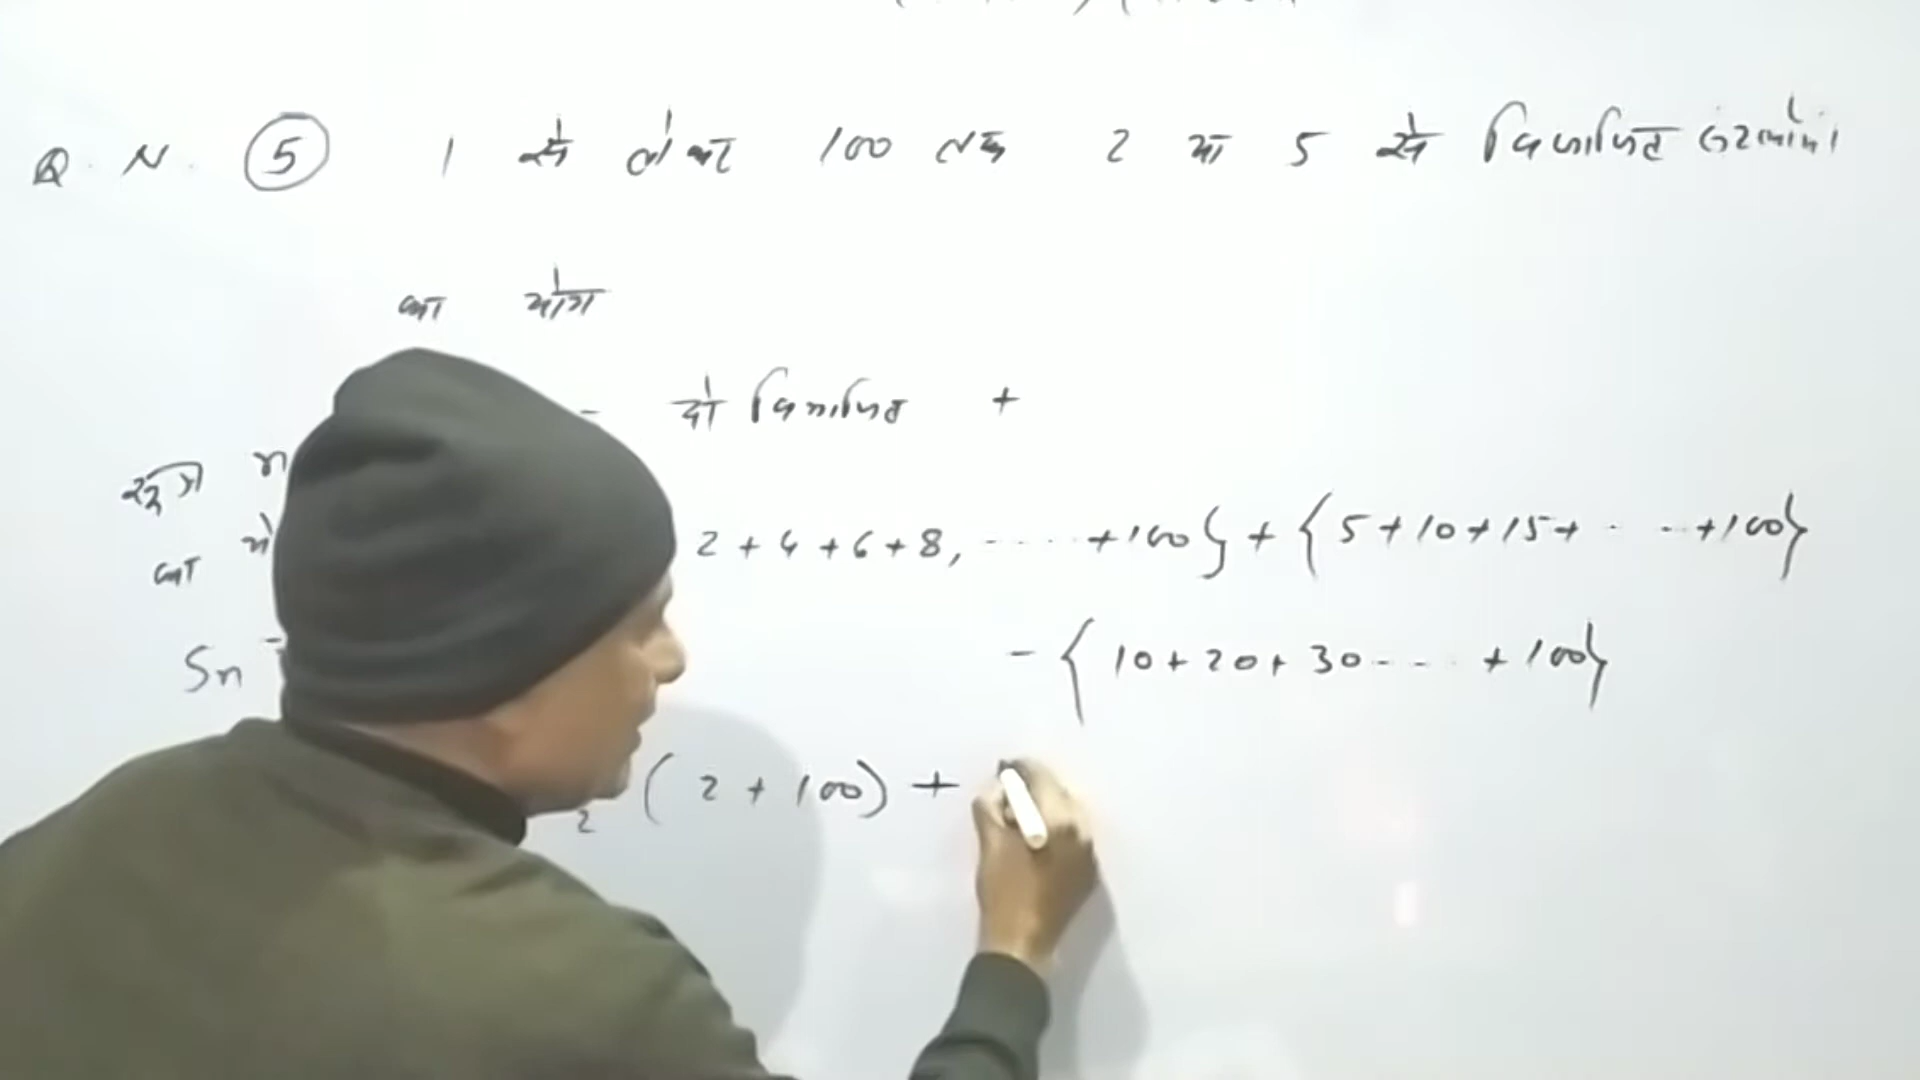 Q. N. (5) 1 से लेकर 100 तक 2 या 5 से विभाजित संख्याओं
का योग
से विभाजित +
सूत्र n
का
2 + 4 + 6 + 8, ---- +100} + {5 + 10 + 15 + - -- +100}
Sn - {10 + 20 + 30 --- + 100}
2 (2 + 100) +